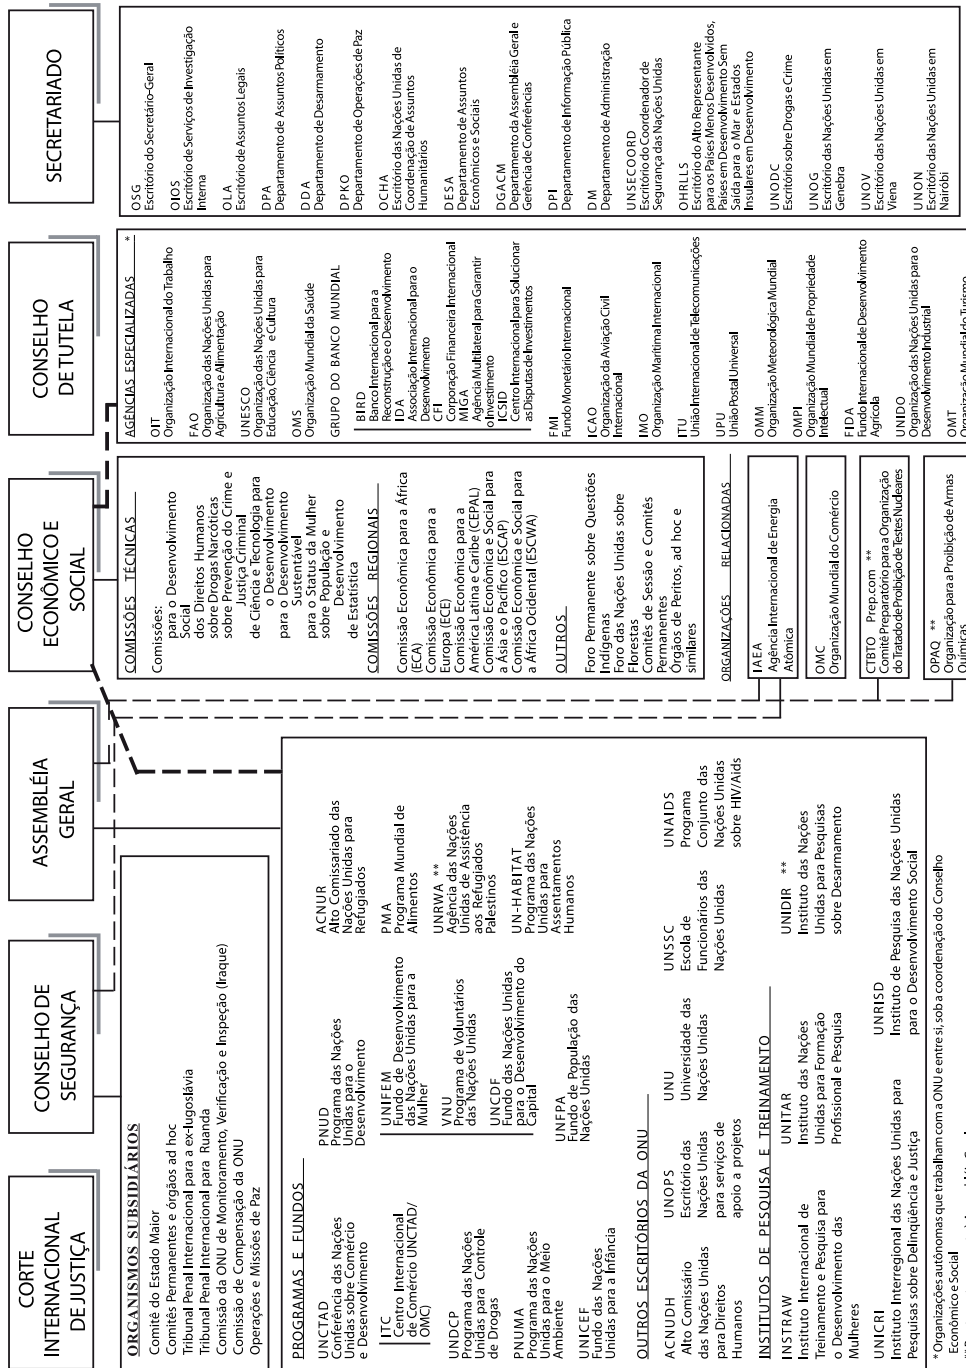 CORTE
INTERNACIONAL
DE JUSTIÇA
CONSELHO DE
SEGURANÇA
ASSEMBLÉIA
GERAL
CONSELHO
ECONÔMICO E
SOCIAL
CONSELHO
DE TUTELA
SECRETARIADO
ORGANISMOS SUBSIDIÁRIOS
Comitê do Estado Maior
Comitês Permanentes e órgãos ad hoc
Tribunal Penal Internacional para a ex-Iugoslávia
Tribunal Penal Internacional para Ruanda
Comissão da ONU de Monitoramento, Verificação e Inspeção (Iraque)
Comissão de Compensação da ONU
Operações e Missões de Paz
PROGRAMAS E FUNDOS
UNCTAD
Conferência das Nações
Unidas sobre Comércio
e Desenvolvimento
ITC
Centro Internacional
de Comércio UNCTAD/
OMC)
UNDCP
Programa das Nações
Unidas para Controle
de Drogas
PNUMA
Programa das Nações
Unidas para o Meio
Ambiente
UNICEF
Fundo das Nações
Unidas para a Infância
PNUD
Programa das Nações
Unidas para o
Desenvolvimento
UNIFEM
Fundo de Desenvolvimento
das Nações Unidas para a
Mulher
VNU
Programa de Voluntários
das Nações Unidas
UNCDF
Fundo das Nações Unidas
para o Desenvolvimento do
Capital
UNFPA
Fundo de População das
Nações Unidas
ACNUR
Alto Comissariado das
Nações Unidas para
Refugiados
PMA
Programa Mundial de
Alimentos
UNRWA **
Agência das Nações
Unidas de Assistência
aos Refugiados
Palestinos
UN-HABITAT
Programa das Nações
Unidas para
Assentamentos
Humanos
OUTROS ESCRITÓRIOS DA ONU
ACNUDH
Alto Comissário
das Nações Unidas
para Direitos
Humanos
UNOPS
Escritório das
Nações Unidas
para serviços de
apoio a projetos
UNU
Universidade das
Nações Unidas
UNSSC
Escola de
Funcionários das
Nações Unidas
UNAIDS
Programa
Conjunto das
Nações Unidas
sobre HIV/Aids
INSTITUTOS DE PESQUISA E TREINAMENTO
INSTRAW
Instituto Internacional de
Treinamento e Pesquisa para
o Desenvolvimento das
Mulheres
UNITAR
Instituto das Nações
Unidas para Formação
Profissional e Pesquisa
UNIDIR **
Instituto das Nações
Unidas para Pesquisas
sobre Desarmamento
UNICRI
Instituto Interregional das Nações Unidas para
Pesquisas sobre Delinqüência e Justiça
UNRISD
Instituto de Pesquisa das Nações Unidas
para o Desenvolvimento Social
* Organizações autônomas que trabalham com a ONU e entre si, sob a coordenação do Conselho
Econômico e Social
COMISSÕES TÉCNICAS
Comissões:
para o Desenvolvimento
Social
dos Direitos Humanos
sobre Drogas Narcóticas
sobre Prevenção do Crime e
Justiça Criminal
de Ciência e Tecnologia para
o Desenvolvimento
para o Desenvolvimento
Sustentável
para o Status da Mulher
sobre População e
Desenvolvimento
de Estatística
COMISSÕES REGIONAIS
Comissão Econômica para a África
(ECA)
Comissão Econômica para a
Europa (ECE)
Comissão Econômica para a
América Latina e Caribe (CEPAL)
Comissão Econômica e Social para
a Ásia e o Pacífico (ESCAP)
Comissão Econômica e Social para
a África Ocidental (ESCWA)
OUTROS
Foro Permanente sobre Questões
Indígenas
Foro das Nações Unidas sobre
Florestas
Comitês de Sessão e Comitês
Permanentes
Orgãos de Peritos, ad hoc e
similares
ORGANIZAÇÕES RELACIONADAS
IAEA
Agência Internacional de Energia
Atômica
OMC
Organização Mundial do Comércio
CTBTO Prep.com **
Comitê Preparatório para a Organização
do Tratado de Proibição de Testes Nucleares
OPAQ **
Organização para a Proibição de Armas
Químicas
AGÊNCIAS ESPECIALIZADAS *
OIT
Organização Internacional do Trabalho
FAO
Organização das Nações Unidas para
Agricultura e Alimentação
UNESCO
Organização das Nações Unidas para
Educação, Ciência e Cultura
OMS
Organização Mundial da Saúde
GRUPO DO BANCO MUNDIAL
BIRD
Banco Internacional para a
Reconstrução e o Desenvolvimento
IDA
Associação Internacional para o
Desenvolvimento
CFI
Corporação Financeira Internacional
MIGA
Agência Multilateral para Garantir
o Investimento
ICSID
Centro Internacional para Solucionar
as Disputas de Investimentos
FMI
Fundo Monetário Internacional
ICAO
Organização da Aviação Civil
Internacional
IMO
Organização Marítima Internacional
ITU
União Internacional de Telecomunicações
UPU
União Postal Universal
OMM
Organização Meteorológica Mundial
OMPI
Organização Mundial de Propriedade
Intelectual
FIDA
Fundo Internacional de Desenvolvimento
Agrícola
UNIDO
Organização das Nações Unidas para o
Desenvolvimento Industrial
OMT
Organização Mundial do Turismo
OSG
Escritório do Secretário-Geral
OIOS
Escritório de Serviços de Investigação
Interna
OLA
Escritório de Assuntos Legais
DPA
Departamento de Assuntos Políticos
DDA
Departamento de Desarmamento
DPKO
Departamento de Operações de Paz
OCHA
Escritório das Nações Unidas de
Coordenação de Assuntos
Humanitários
DESA
Departamento de Assuntos
Econômicos e Sociais
DGACM
Departamento da Assembléia Geral e
Gerência de Conferências
DPI
Departamento de Informação Pública
DM
Departamento de Administração
UNSECOORD
Escritório do Coordenador de
Segurança das Nações Unidas
OHRLLS
Escritório do Alto Representante
para os Países Menos Desenvolvidos,
Países em Desenvolvimento Sem
Saída para o Mar e Estados
Insulares em Desenvolvimento
UNODC
Escritório sobre Drogas e Crime
UNOG
Escritório das Nações Unidas em
Genebra
UNOV
Escritório das Nações Unidas em
Viena
UNON
Escritório das Nações Unidas em
Nairóbi